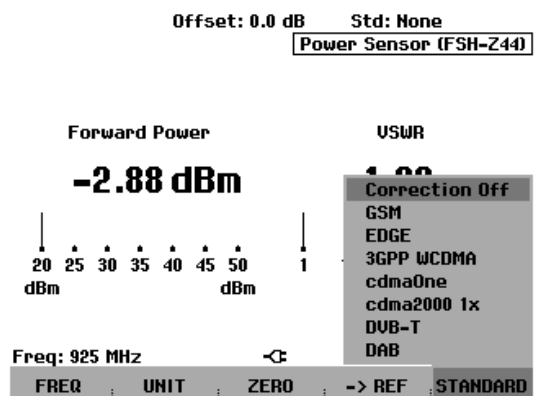 Offset: 0.0 dB Std: None
Power Sensor (FSH-Z44)
Forward Power VSWR
-2.88 dBm
Correction Off
GSM
EDGE
3GPP WCDMA
cdmaOne
cdma2000 1x
DVB-T
DAB
20 25 30 35 40 45 50 1
dBm dBm
Freq: 925 MHz
FREQ UNIT ZERO -> REF STANDARD